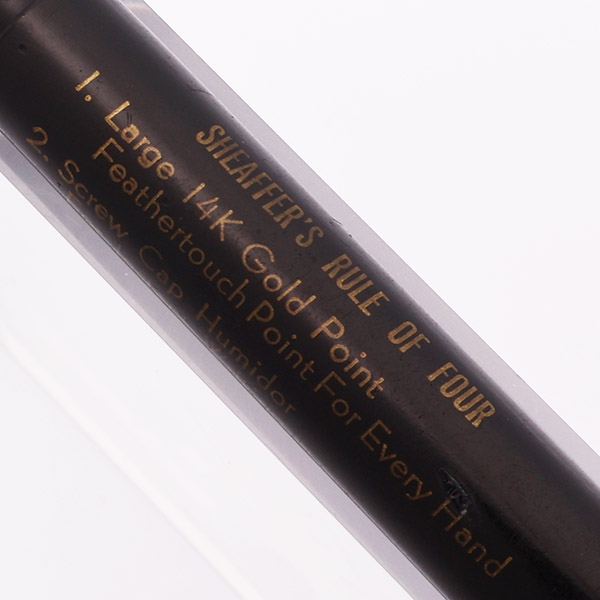 SHEAFFER'S RULE OF FOUR
1. Large 14K Gold Point
Feathertouch Point For Every Hand
2. Screw Cap Humidor